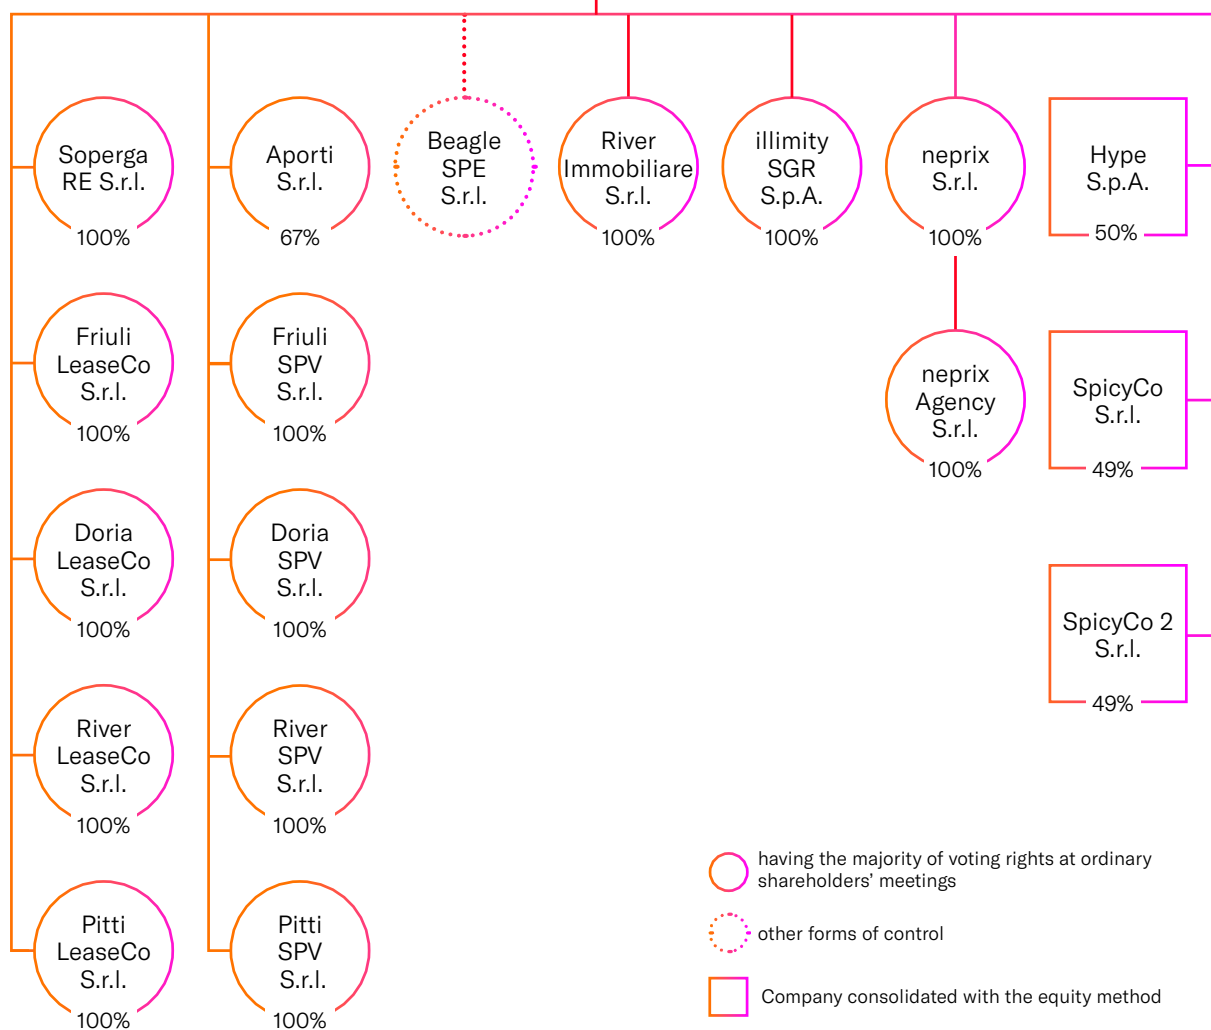 Soperga
RE S.r.l.
100%
Aporti
S.r.l.
67%
Beagle
SPE
S.r.l.
River
Immobiliare
S.r.l.
100%
illimity
SGR
S.p.A.
100%
neprix
S.r.l.
100%
Hype
S.p.A.
50%
Friuli
LeaseCo
S.r.l.
100%
Friuli
SPV
S.r.l.
100%
neprix
Agency
S.r.l.
100%
SpicyCo
S.r.l.
49%
Doria
LeaseCo
S.r.l.
100%
Doria
SPV
S.r.l.
100%
SpicyCo 2
S.r.l.
49%
River
LeaseCo
S.r.l.
100%
River
SPV
S.r.l.
100%
Pitti
LeaseCo
S.r.l.
100%
Pitti
SPV
S.r.l.
100%
having the majority of voting rights at ordinary
shareholders’ meetings
other forms of control
Company consolidated with the equity method